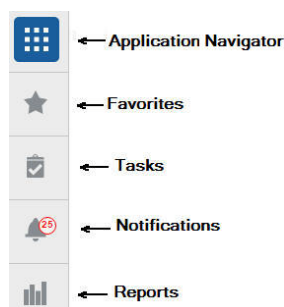 Application Navigator
Favorites
Tasks
25
Notifications
Reports